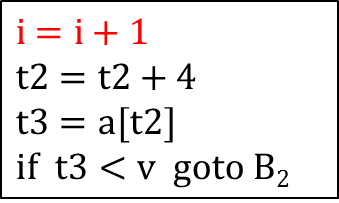 i = i + 1
t2 = t2 + 4
t3 = a[t2]
if t3 < v goto B₂